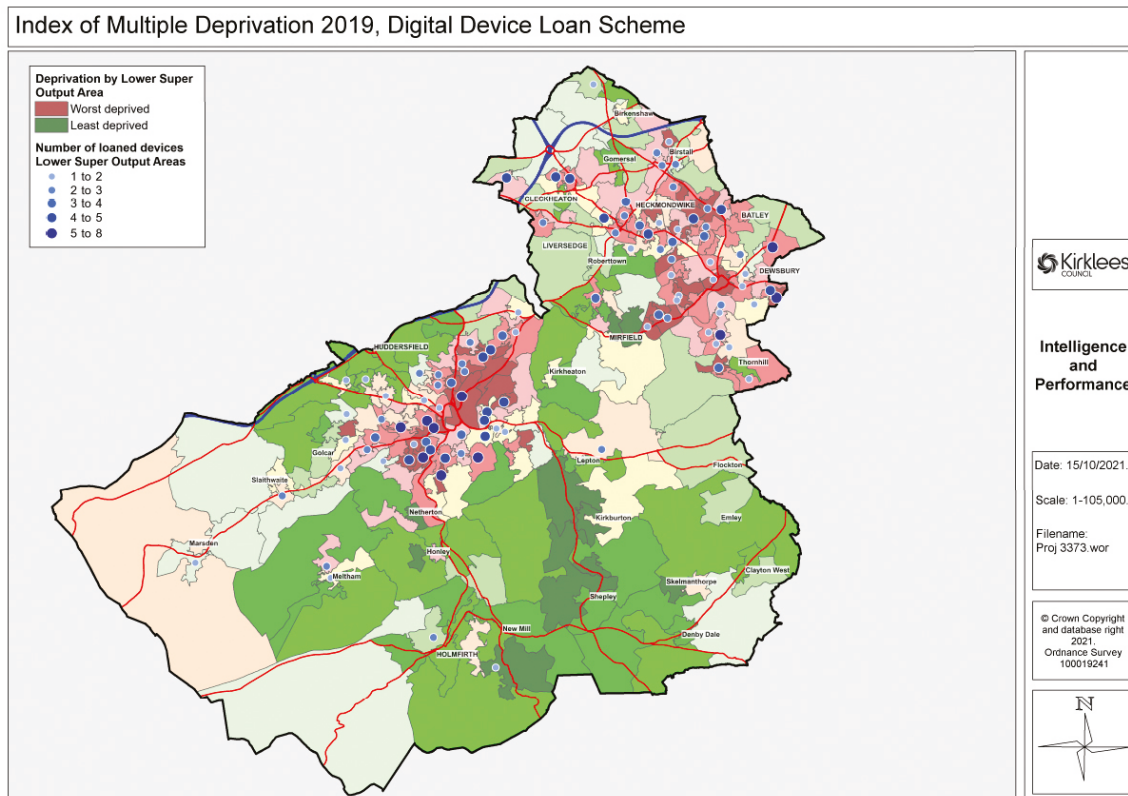 Index of Multiple Deprivation 2019, Digital Device Loan Scheme
Deprivation by Lower Super
Output Area
Worst deprived
Least deprived
Number of loaned devices
Lower Super Output Areas
1 to 2
2 to 3
3 to 4
4 to 5
5 to 8
Birkenshaw
Birstall
Gomersal
CLECKHEATON
HECKMONDWIKE
BATLEY
LIVERSEDGE
Roberttown
DEWSBURY
MIRFIELD
HUDDERSFIELD
Thornhill
Kirkheaton
Golcar
Lepton
Flockton
Slaithwaite
Netherton
Kirkburton
Emley
Marsden
Honley
Meltham
Clayton West
Skelmanthorpe
Shepley
New Mill
Denby Dale
HOLMFIRTH
Kirklees
COUNCIL
Intelligence
and
Performance
Date: 15/10/2021.
Scale: 1-105,000.
Filename:
Proj 3373.wor
© Crown Copyright
and database right
2021.
Ordnance Survey
100019241
N